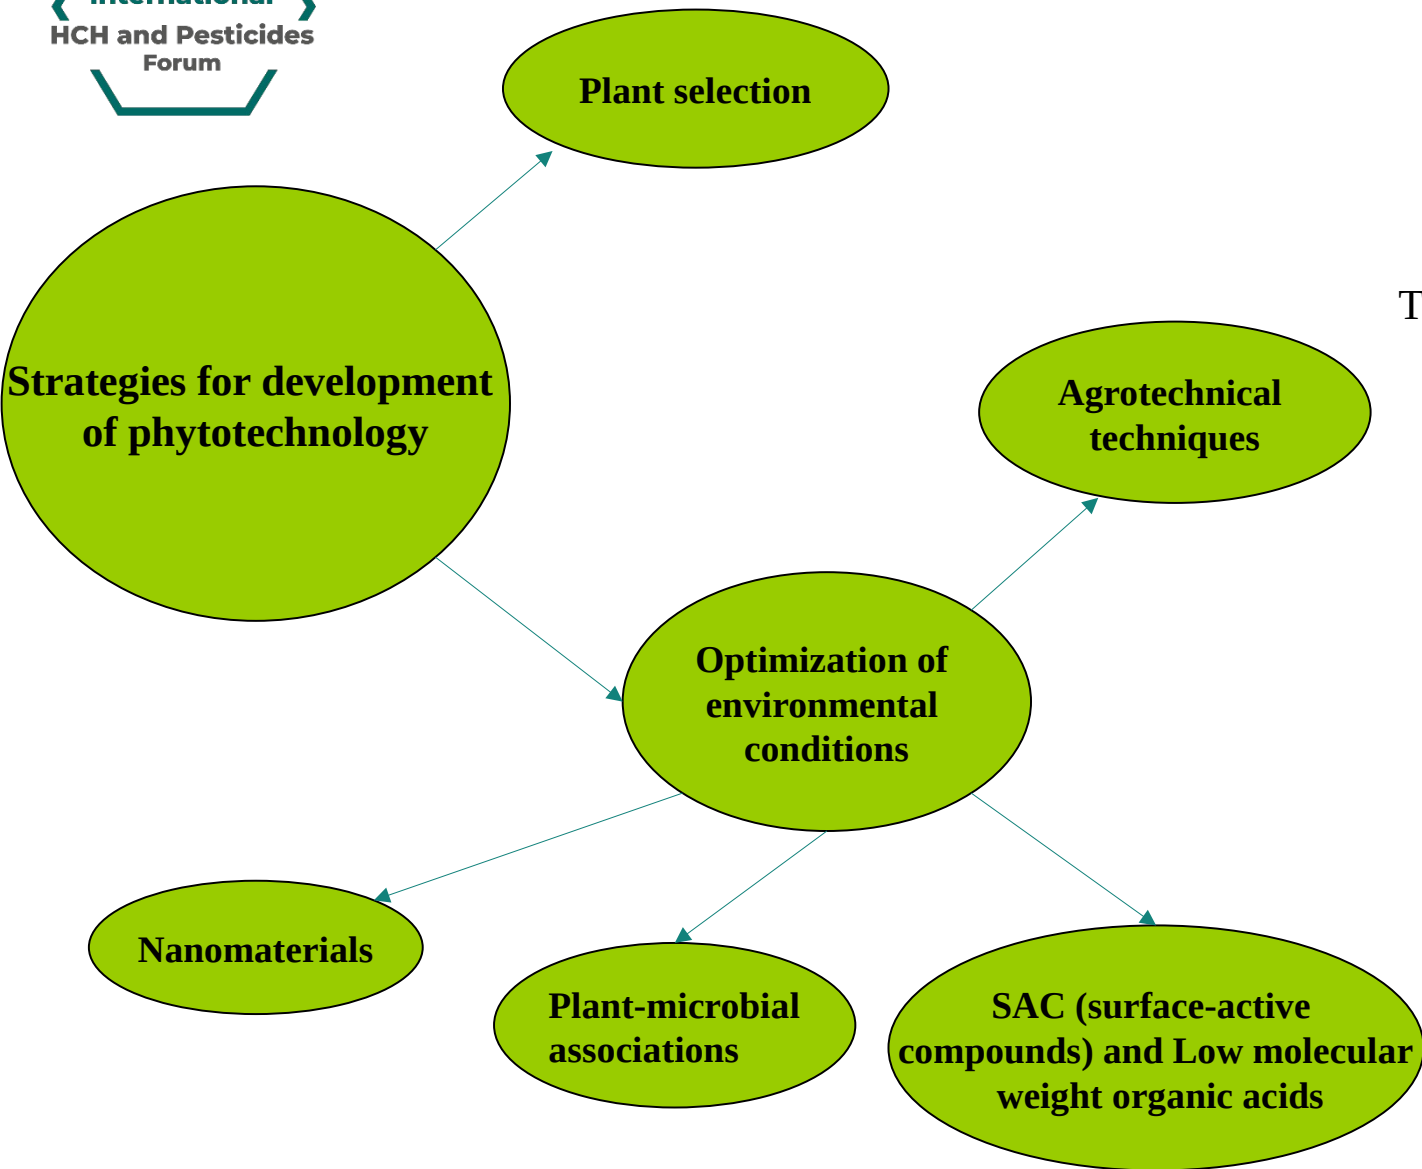 International
HCH and Pesticides
Forum
Plant selection
Strategies for development
of phytotechnology
T
Agrotechnical
techniques
Optimization of
environmental
conditions
Nanomaterials
Plant-microbial
associations
SAC (surface-active
compounds) and Low molecular
weight organic acids